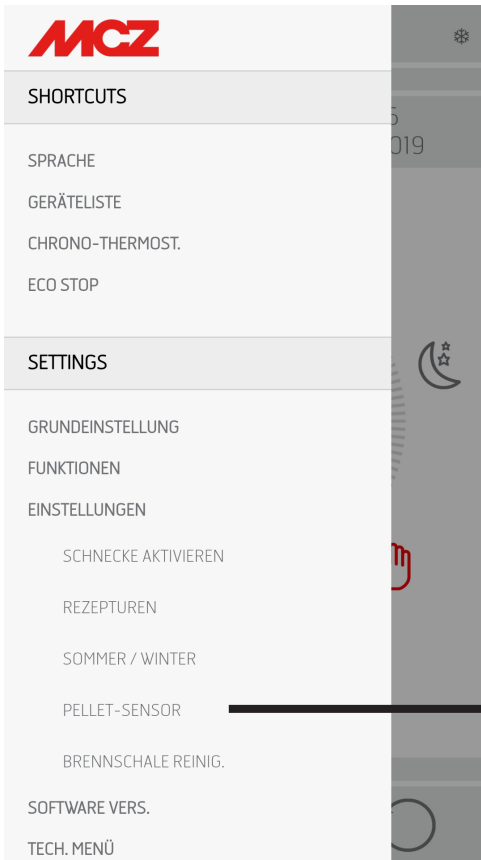 MCZ
SHORTCUTS
SPRACHE
GERÄTELISTE
CHRONO-THERMOST.
ECO STOP
SETTINGS
GRUNDEINSTELLUNG
FUNKTIONEN
EINSTELLUNGEN
SCHNECKE AKTIVIEREN
REZEPTUREN
SOMMER / WINTER
PELLET-SENSOR
BRENNSCHALE REINIG.
SOFTWARE VERS.
TECH. MENÜ
019